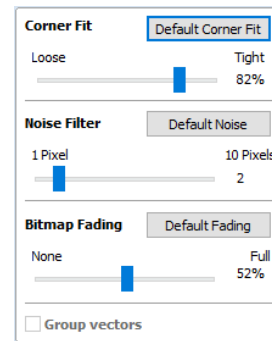 Corner Fit Default Corner Fit
Loose Tight
82%
Noise Filter Default Noise
1 Pixel 10 Pixels
2
Bitmap Fading Default Fading
None Full
52%
Group vectors